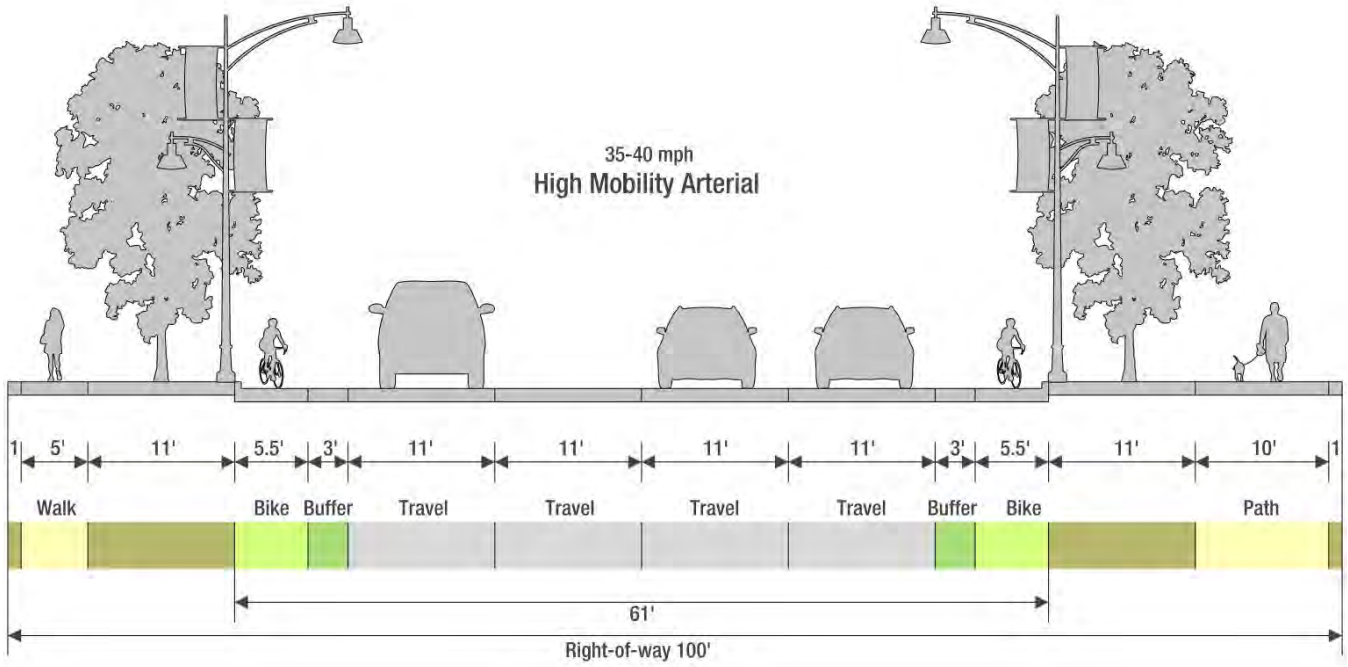 35-40 mph
High Mobility Arterial
1 5' 11' 5.5' 3' 11' 11' 11' 11' 3' 5.5' 11' 10' 1
Walk Bike Buffer Travel Travel Travel Travel Buffer Bike Path
61'
Right-of-way 100'